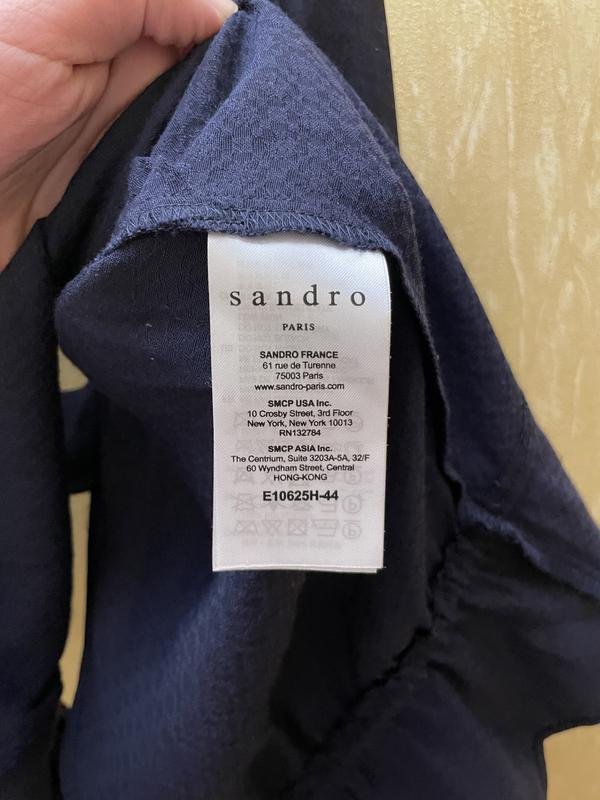 sandro
PARIS
SANDRO FRANCE
61 rue de Turenne
75003 Paris
www.sandro-paris.com
SMCP USA Inc.
10 Crosby Street, 3rd Floor
New York, New York 10013
RN132784
SMCP ASIA Inc.
The Centrium, Suite 3203A-5A, 32/F
60 Wyndham Street, Central
HONG-KONG
E10625H-44